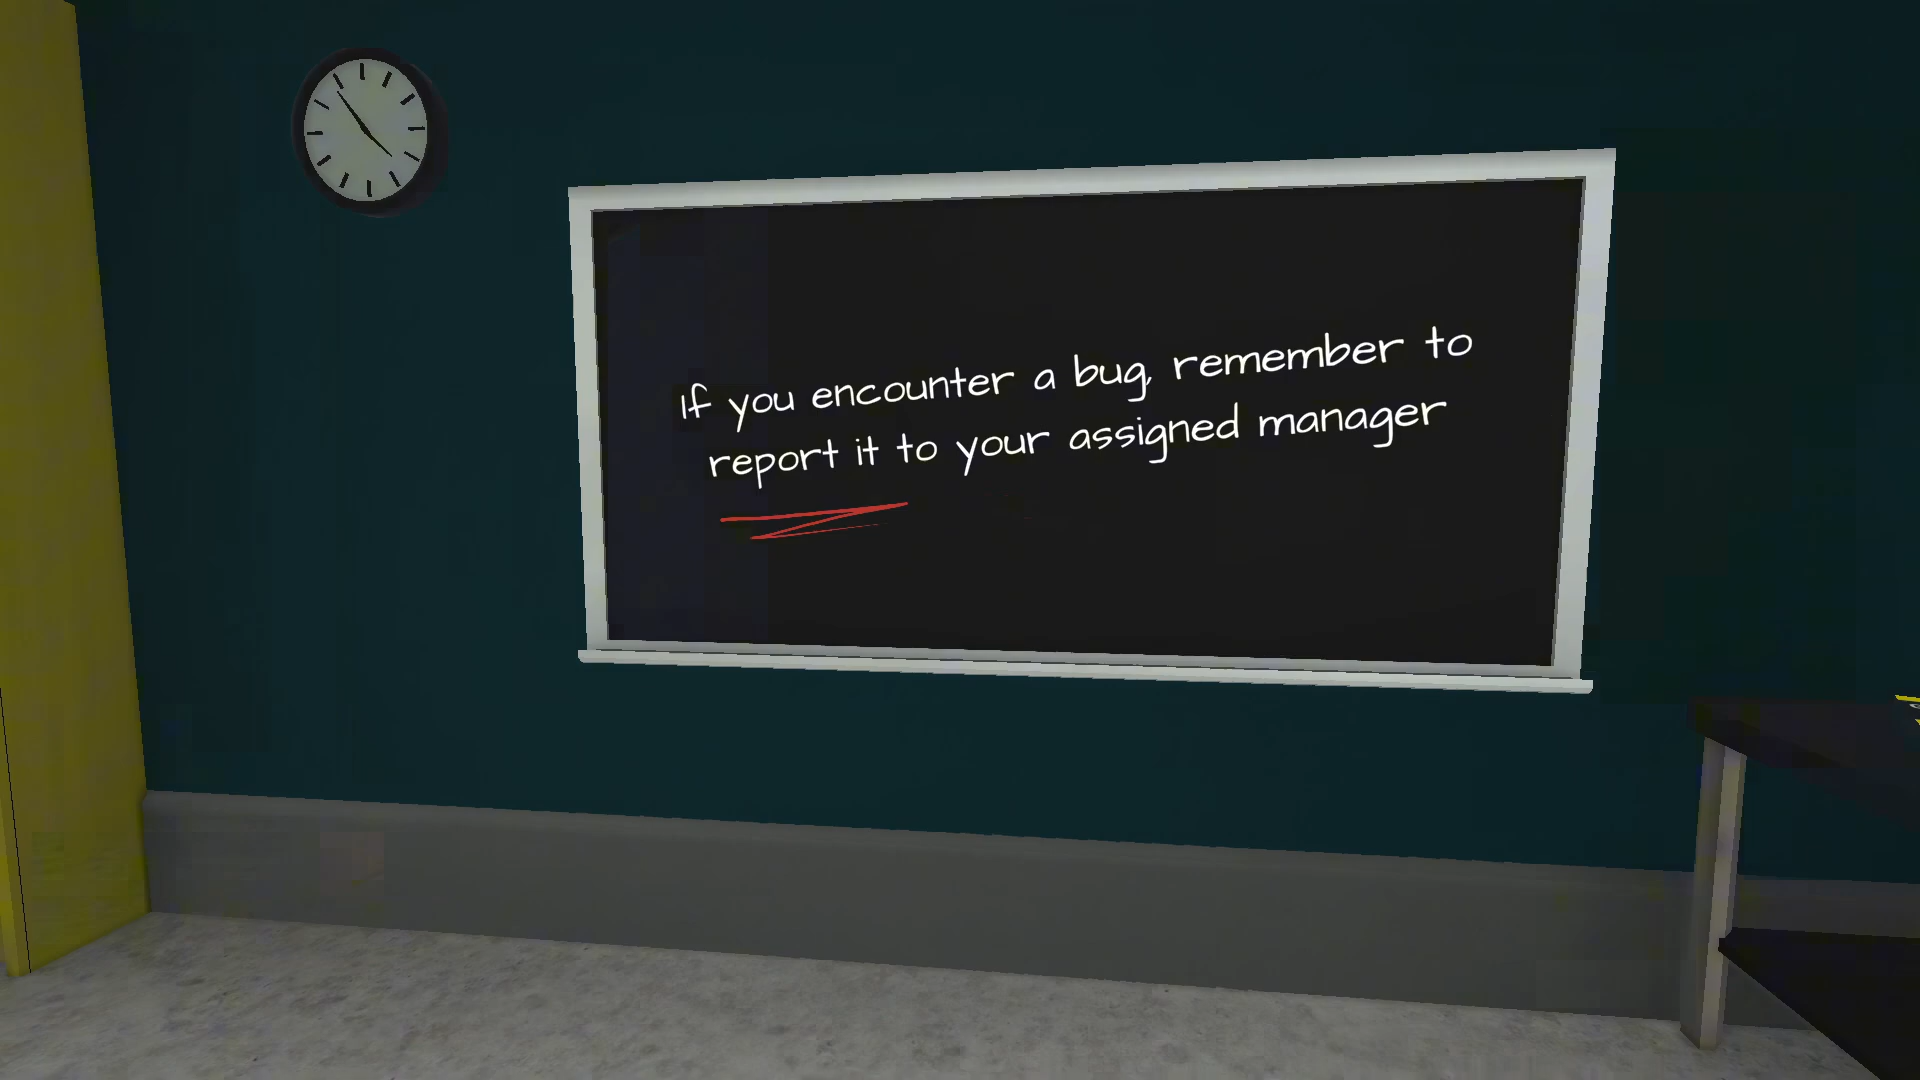 If you encounter a bug, remember to
report it to your assigned manager